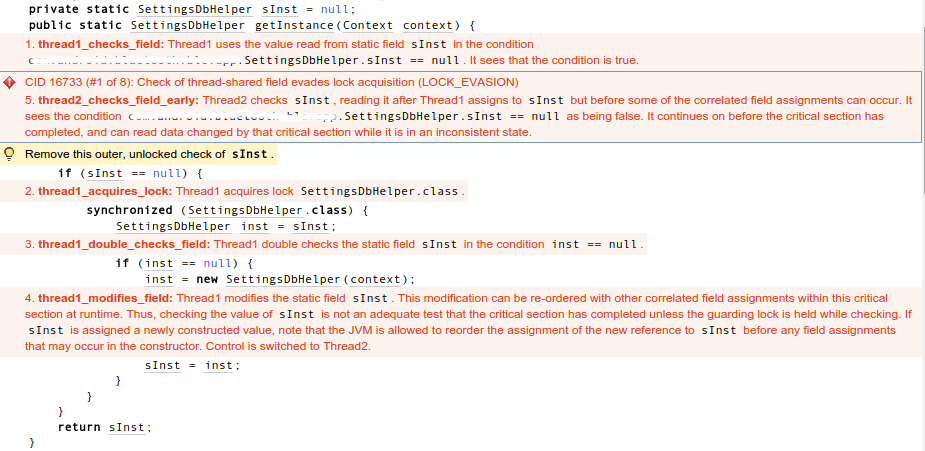 private static SettingsDbHelper sInst = null;
public static SettingsDbHelper getInstance(Context context) {
1. thread1_checks_field: Thread1 uses the value read from static field sInst in the condition
.SettingsDbHelper.sInst == null. It sees that the condition is true.
CID 16733 (#1 of 8): Check of thread-shared field evades lock acquisition (LOCK_EVASION)
5. thread2_checks_field_early: Thread2 checks sInst, reading it after Thread1 assigns to sInst but before some of the correlated field assignments can occur. It
sees the condition .SettingsDbHelper.sInst == null as being false. It continues on before the critical section has
completed, and can read data changed by that critical section while it is in an inconsistent state.
Remove this outer, unlocked check of sInst.
if (sInst == null) {
2. thread1_acquires_lock: Thread1 acquires lock SettingsDbHelper.class.
synchronized (SettingsDbHelper.class) {
SettingsDbHelper inst = sInst;
3. thread1_double_checks_field: Thread1 double checks the static field sInst in the condition inst == null.
if (inst == null) {
inst = new SettingsDbHelper(context);
4. thread1_modifies_field: Thread1 modifies the static field sInst. This modification can be re-ordered with other correlated field assignments within this critical
section at runtime. Thus, checking the value of sInst is not an adequate test that the critical section has completed unless the guarding lock is held while checking. If
sInst is assigned a newly constructed value, note that the JVM is allowed to reorder the assignment of the new reference to sInst before any field assignments
that may occur in the constructor. Control is switched to Thread2.
sInst = inst;
}
}
}
return sInst;
}